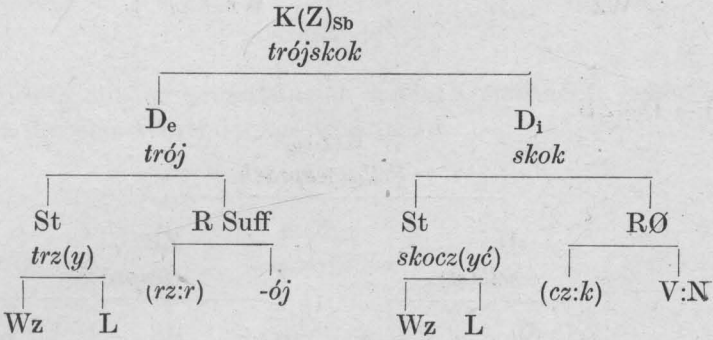 K(Z)Sb
trójskok
De Di
trój skok
St R Suff St RØ
trz(y) (rz:r) -ój skocz(yć) (cz:k) V:N
Wz L Wz L